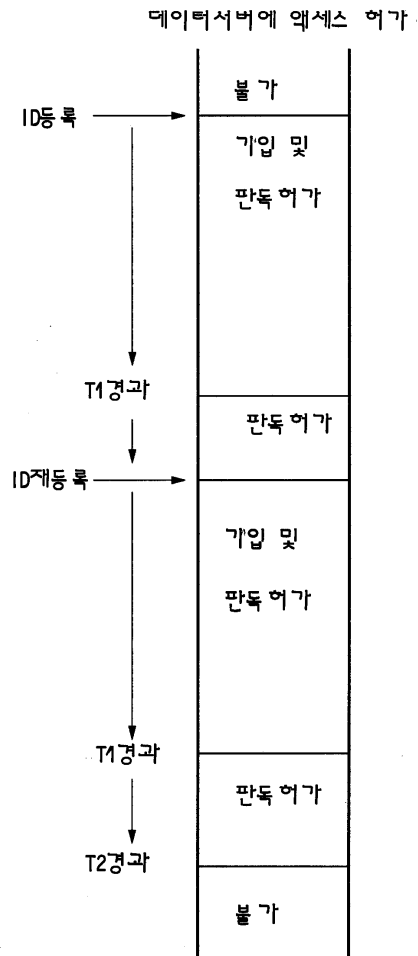 데이터서버에 액세스 허가
불가
ID등록
기입 및
판독허가
T1경과
판독허가
ID재등록
기입 및
판독허가
T1경과
판독허가
T2경과
불가